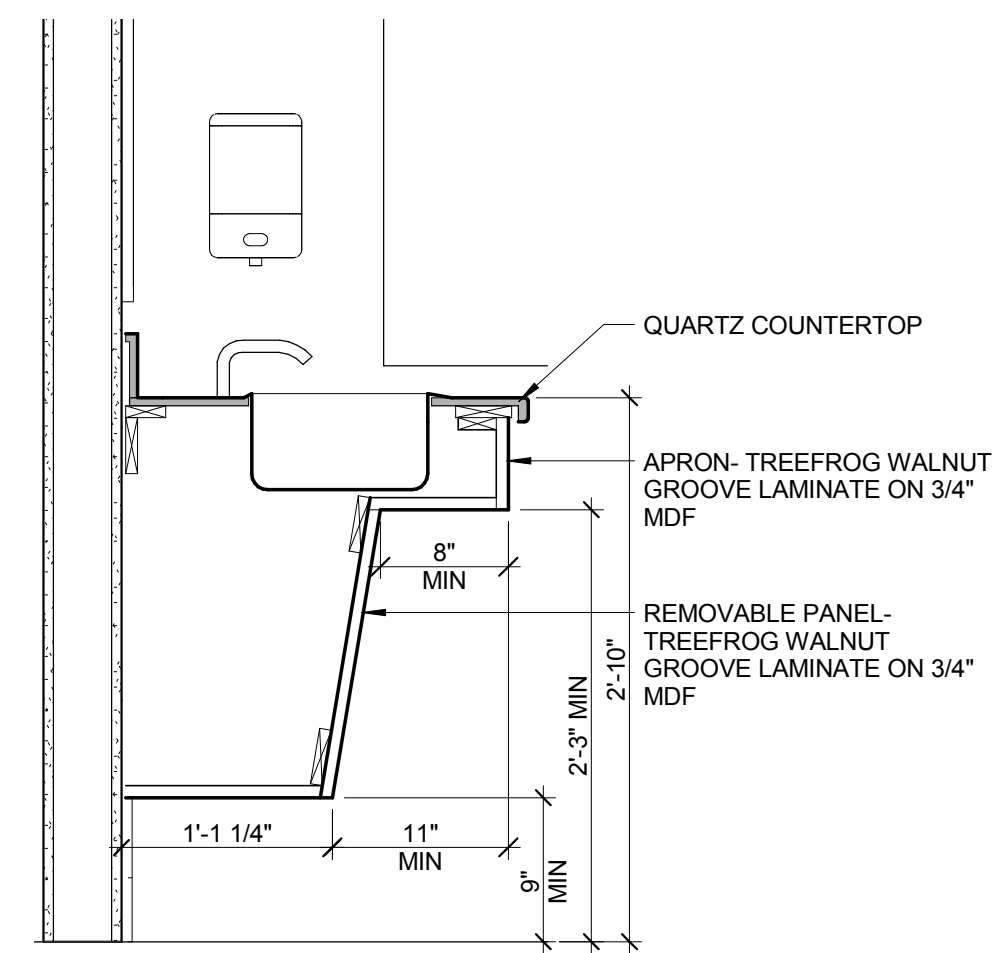 QUARTZ COUNTERTOP
APRON- TREEFROG WALNUT
GROOVE LAMINATE ON 3/4"
MDF
8"
MIN
REMOVABLE PANEL-
TREEFROG WALNUT
GROOVE LAMINATE ON 3/4"
MDF
2'-10"
2'-3" MIN
1'-1 1/4"
11"
MIN
9"
MIN